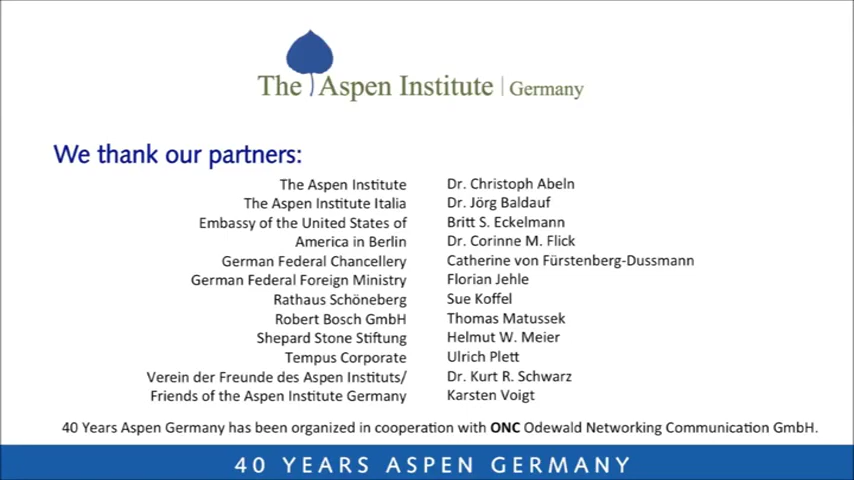 The Aspen Institute | Germany
We thank our partners:
The Aspen Institute
The Aspen Institute Italia
Embassy of the United States of
America in Berlin
German Federal Chancellery
German Federal Foreign Ministry
Rathaus Schöneberg
Robert Bosch GmbH
Shepard Stone Stiftung
Tempus Corporate
Verein der Freunde des Aspen Instituts/
Friends of the Aspen Institute Germany
Dr. Christoph Abeln
Dr. Jörg Baldauf
Britt S. Eckelmann
Dr. Corinne M. Flick
Catherine von Fürstenberg-Dussmann
Florian Jehle
Sue Koffel
Thomas Matussek
Helmut W. Meier
Ulrich Plett
Dr. Kurt R. Schwarz
Karsten Voigt
40 Years Aspen Germany has been organized in cooperation with ONC Odewald Networking Communication GmbH.
40 YEARS ASPEN GERMANY